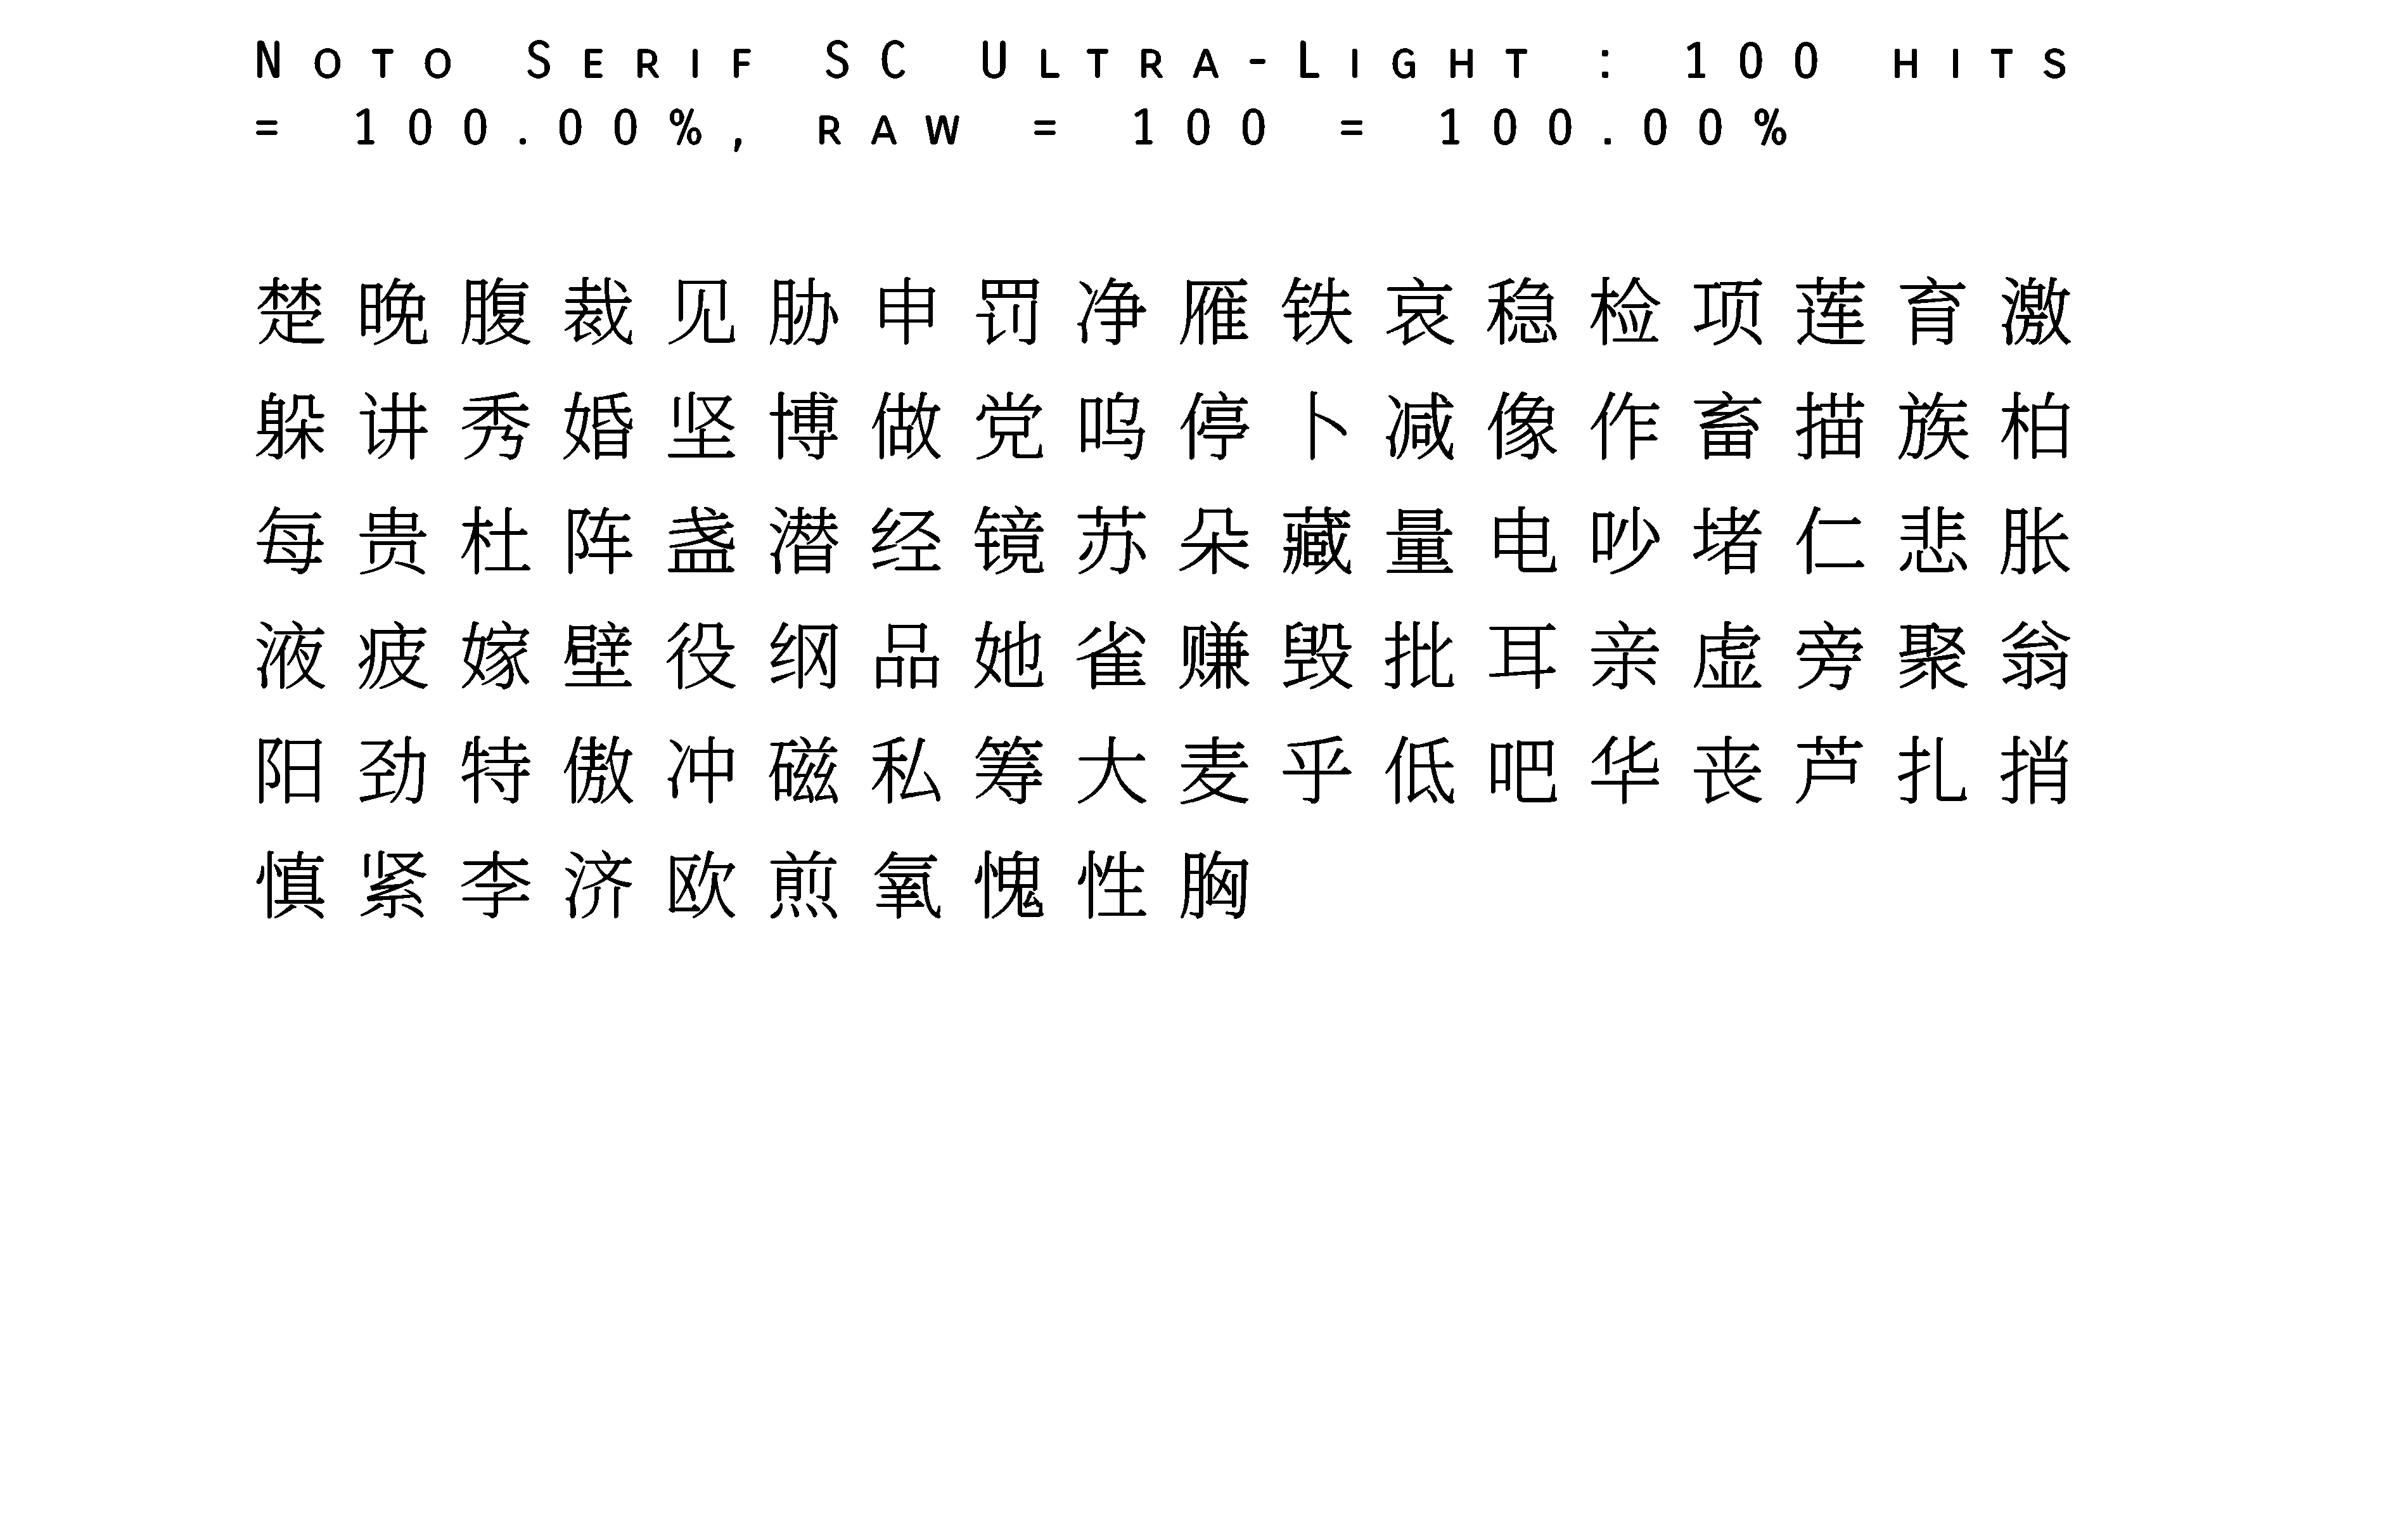 Noto Serif SC Ultra-Light : 100 hits
= 100.00%, raw = 100 = 100.00%
楚晚腹裁见胁申罚净雁铁哀稳检项莲育激
躲讲秀婚坚博做党呜停卜减像作畜描族柏
每贵杜阵盏潜经镜苏朵藏量电吵堵仁悲胀
液疲嫁壁役纲品她雀赚毁批耳亲虚旁聚翁
阳劲特傲冲磁私筹大麦乎低吧华丧芦扎捎
慎紧李济欧煎氧愧性胸